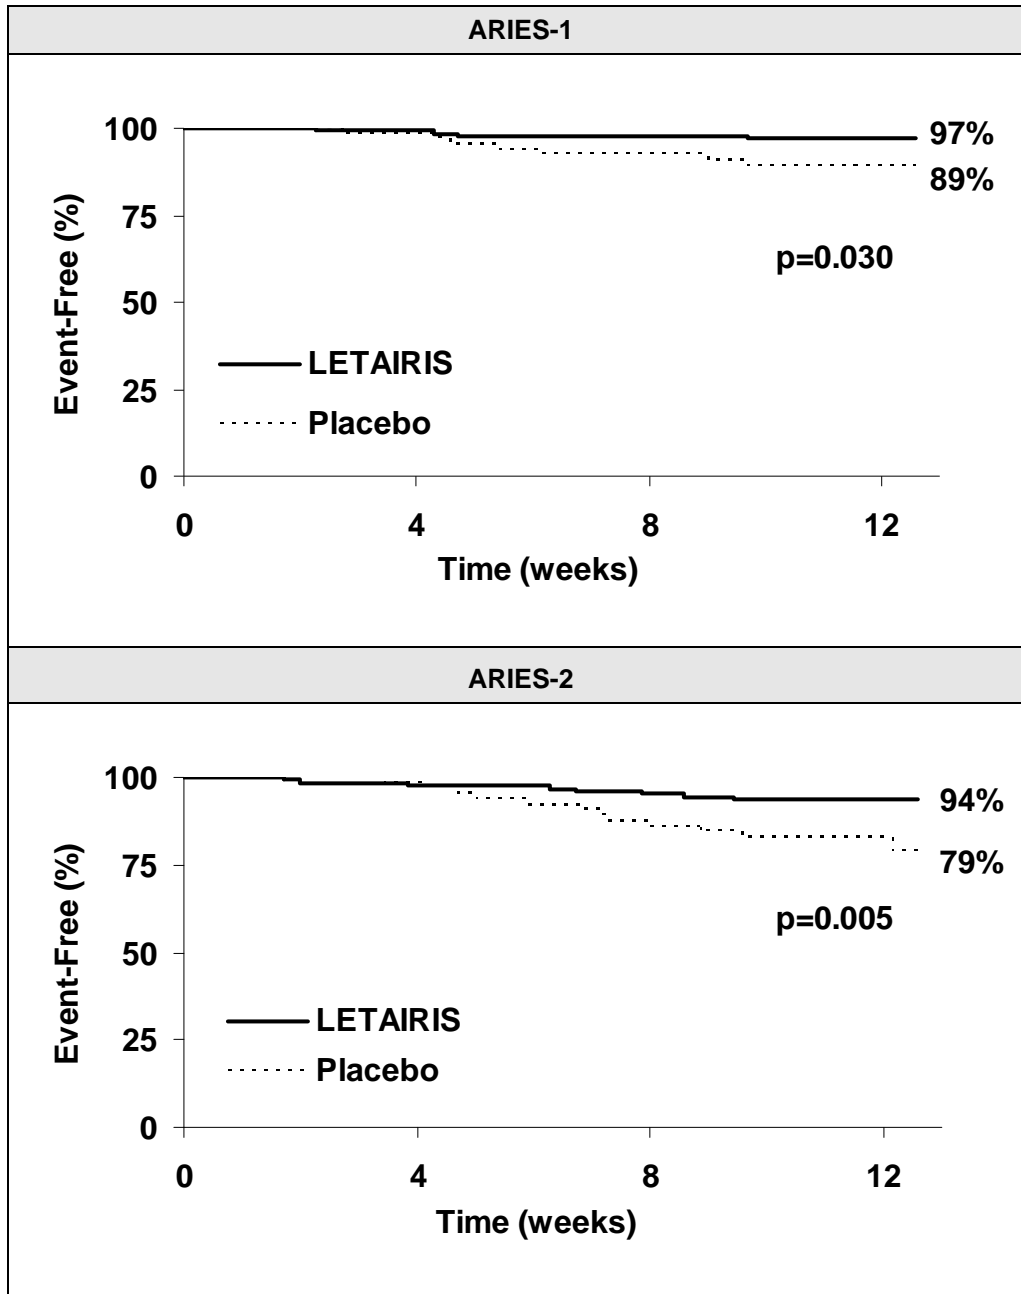 ARIES-1
100
75
50
25
0
Event-Free (%)
97%
89%
p=0.030
LETAIRIS
Placebo
0 4 8 12
Time (weeks)
ARIES-2
100
75
50
25
0
Event-Free (%)
94%
79%
p=0.005
LETAIRIS
Placebo
0 4 8 12
Time (weeks)